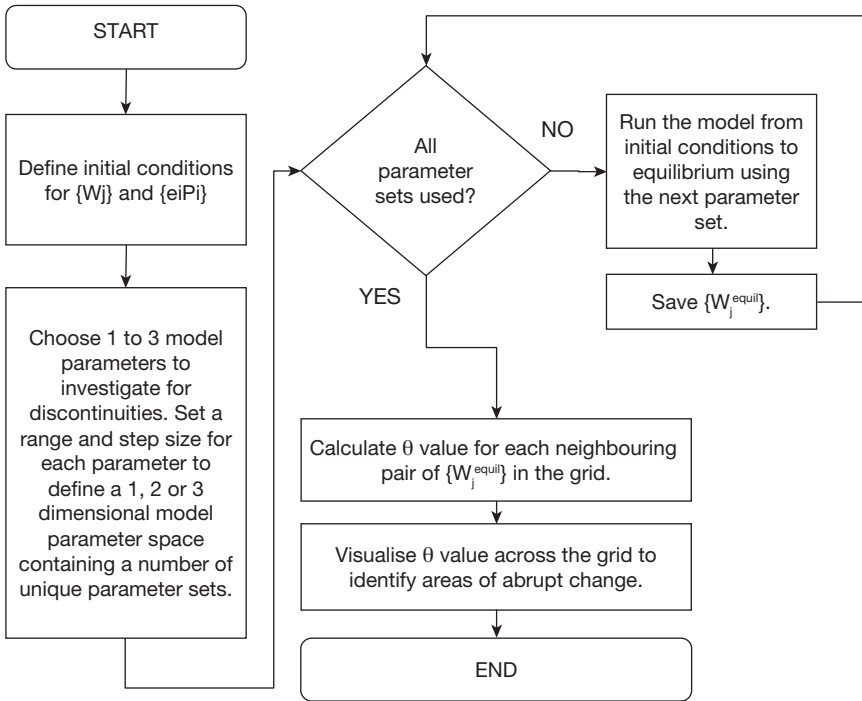 START
Define initial conditions
for {Wj} and {eiPi}
Choose 1 to 3 model
parameters to
investigate for
discontinuities. Set a
range and step size for
each parameter to
define a 1, 2 or 3
dimensional model
parameter space
containing a number of
unique parameter sets.
All
parameter
sets used?
NO
Run the model from
initial conditions to
equilibrium using
the next parameter
set.
Save {W_j^equil}.
YES
Calculate θ value for each neighbouring
pair of {W_j^equil} in the grid.
Visualise θ value across the grid to
identify areas of abrupt change.
END